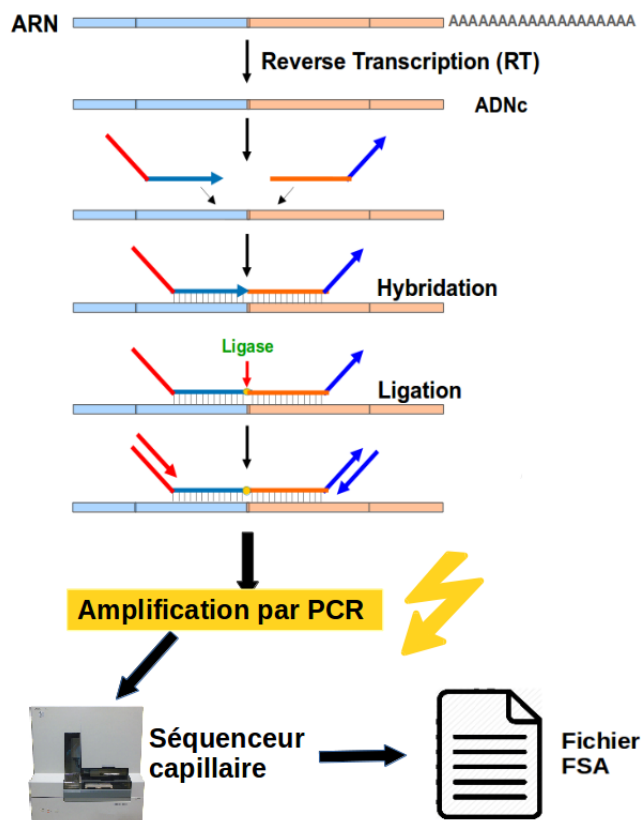 ARN AAAAAAAAAAAAAAAAAAA
Reverse Transcription (RT)
ADNc
Hybridation
Ligase
Ligation
Amplification par PCR
Séquenceur
capillaire
Fichier
FSA